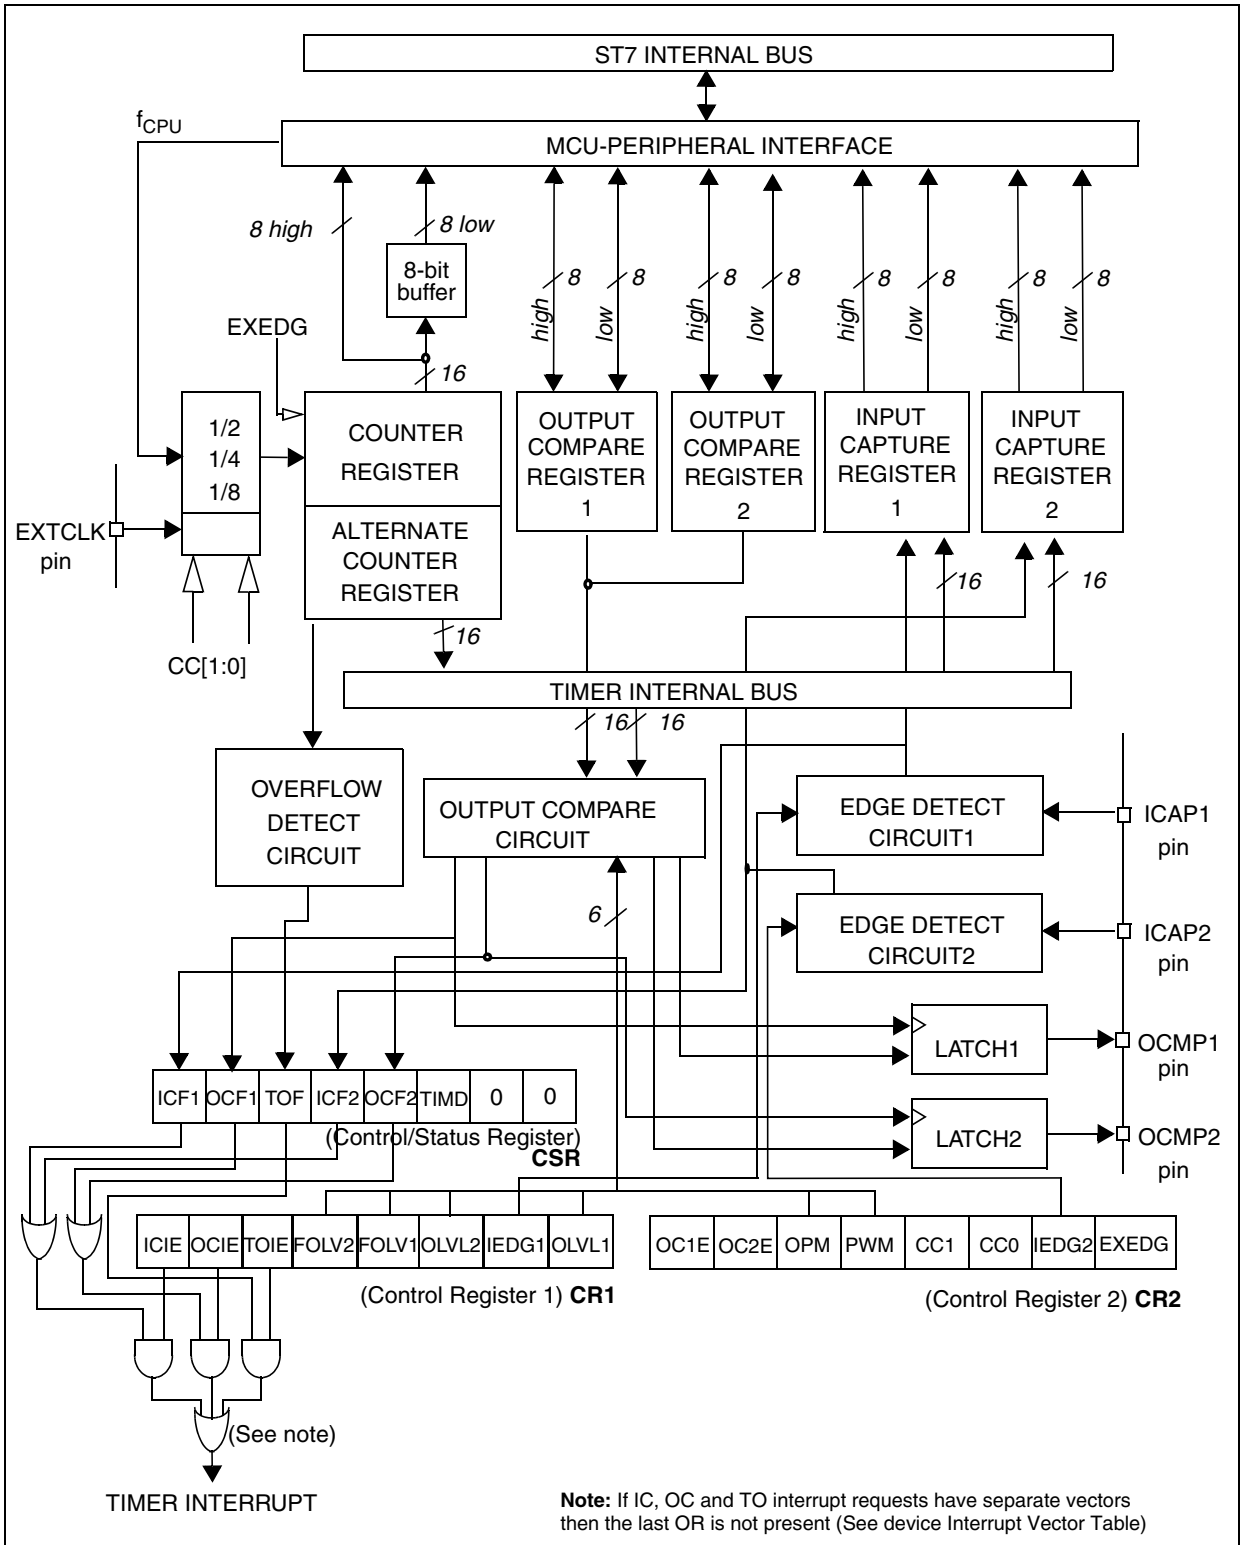 ST7 INTERNAL BUS
fCPU
MCU-PERIPHERAL INTERFACE
8 high
8 low
8-bit
buffer
8
8
8
8
8
8
8
8
high
low
high
low
high
low
high
low
EXEDG
16
1/2
1/4
1/8
COUNTER
REGISTER
ALTERNATE
COUNTER
REGISTER
OUTPUT
COMPARE
REGISTER
1
OUTPUT
COMPARE
REGISTER
2
INPUT
CAPTURE
REGISTER
1
INPUT
CAPTURE
REGISTER
2
EXTCLK
pin
16
16
16
CC[1:0]
TIMER INTERNAL BUS
16
16
OVERFLOW
DETECT
CIRCUIT
OUTPUT COMPARE
CIRCUIT
EDGE DETECT
CIRCUIT1
ICAP1
pin
6
EDGE DETECT
CIRCUIT2
ICAP2
pin
LATCH1
OCMP1
pin
LATCH2
OCMP2
pin
ICF1 OCF1 TOF ICF2 OCF2 TIMD 0 0
(Control/Status Register)
CSR
ICIE OCIE TOIE FOLV2 FOLV1 OLVL2 IEDG1 OLVL1
(Control Register 1) CR1
OC1E OC2E OPM PWM CC1 CC0 IEDG2 EXEDG
(Control Register 2) CR2
(See note)
TIMER INTERRUPT
Note: If IC, OC and TO interrupt requests have separate vectors
then the last OR is not present (See device Interrupt Vector Table)